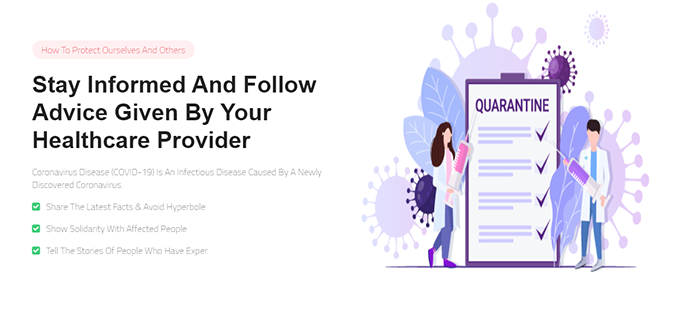 How To Protect Ourselves And Others
Stay Informed And Follow
Advice Given By Your
Healthcare Provider
Coronavirus Disease (COVID-19) Is An Infectious Disease Caused By A Newly
Discovered Coronavirus.
Share The Latest Facts & Avoid Hyperbole
Show Solidarity With Affected People
Tell The Stories Of People Who Have Exper
QUARANTINE